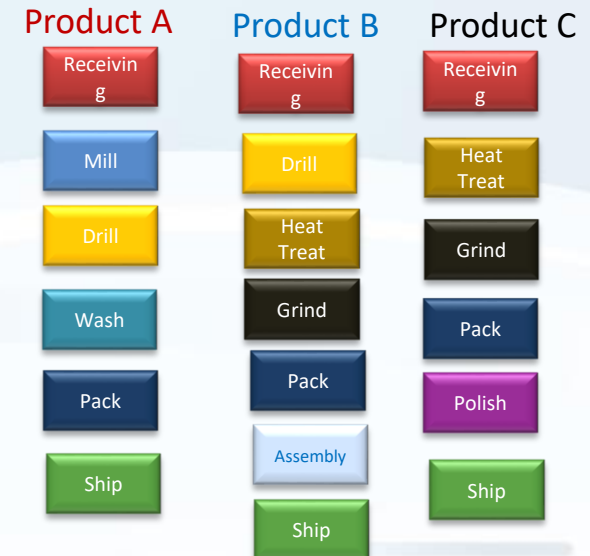 Product A
Receivin
g
Mill
Drill
Wash
Pack
Ship
Product B
Receivin
g
Drill
Heat
Treat
Grind
Pack
Assembly
Ship
Product C
Receivin
g
Heat
Treat
Grind
Pack
Polish
Ship